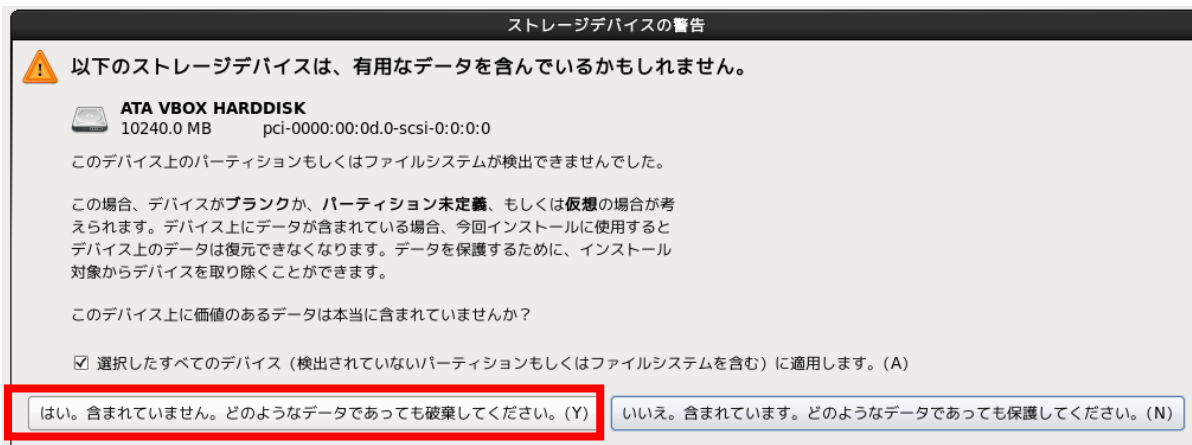 ストレージデバイスの警告
以下のストレージデバイスは、有用なデータを含んでいるかもしれません。
ATA VBOX HARDDISK
10240.0 MB pci-0000:00:0d.0-scsi-0:0:0:0
このデバイス上のパーティションもしくはファイルシステムが検出できませんでした。
この場合、デバイスがブランクか、パーティション未定義、もしくは仮想の場合が考
えられます。デバイス上にデータが含まれている場合、今回インストールに使用すると
デバイス上のデータは復元できなくなります。データを保護するために、インストール
対象からデバイスを取り除くことができます。
このデバイス上に価値のあるデータは本当に含まれていませんか？
選択したすべてのデバイス（検出されていないパーティションもしくはファイルシステムを含む）に適用します。(A)
はい。含まれていません。どのようなデータであっても破棄してください。(Y) いいえ。含まれています。どのようなデータであっても保護してください。(N)